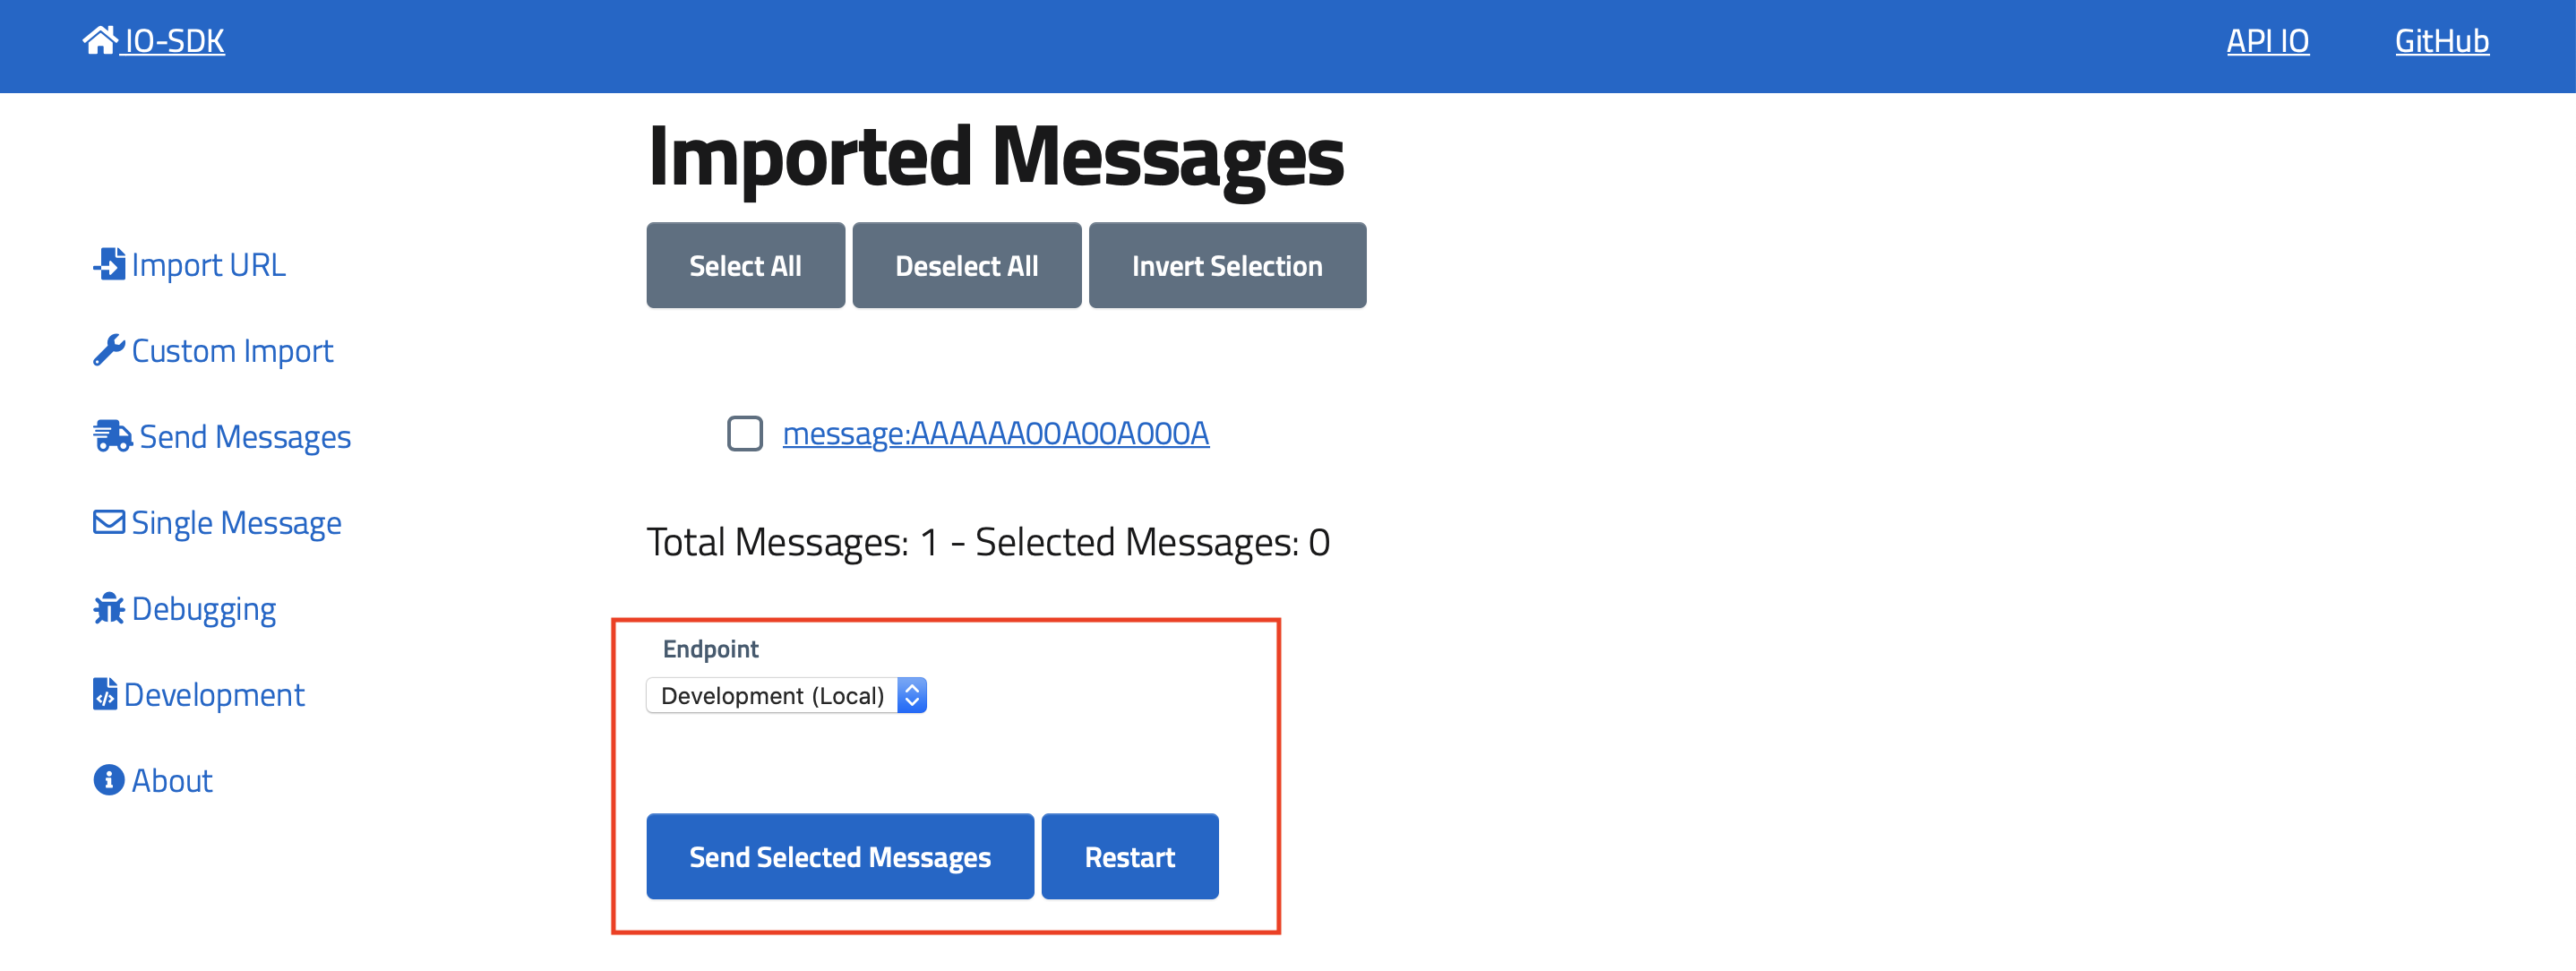 IO-SDK
API IO
GitHub
Imported Messages
Select All
Deselect All
Invert Selection
Import URL
Custom Import
Send Messages
Single Message
Debugging
Development
About
message:AAAAAA00A00A000A
Total Messages: 1 - Selected Messages: 0
Endpoint
Development (Local)
Send Selected Messages
Restart